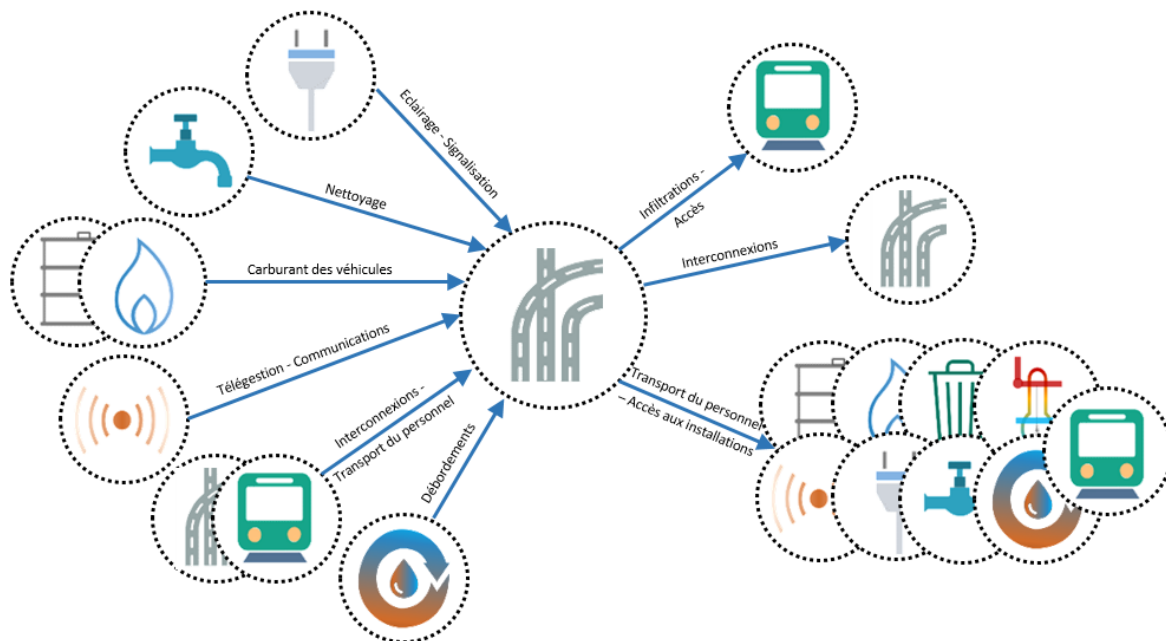 Eclairage - Signalisation
Nettoyage
Carburant des véhicules
Télégestion - Communications
Interconnexions -
Transport du personnel
Débordements
Infiltrations -
Accès
Interconnexions
Transport du personnel
– Accès aux installations